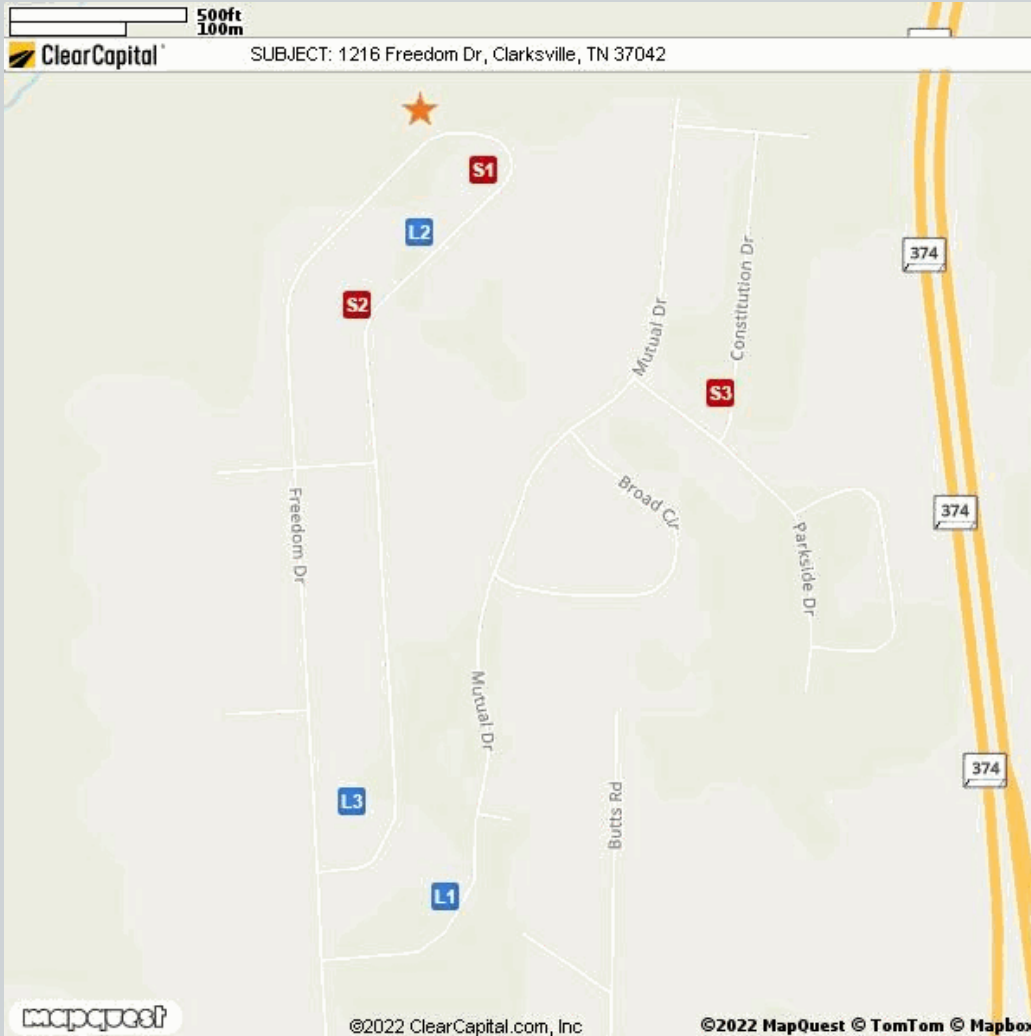 500ft
100m
ClearCapital
SUBJECT: 1216 Freedom Dr, Clarksville, TN 37042
S1
L2
374
S2
Constitution Dr
Mutual Dr
S3
Broad Cir
374
Freedom Dr
Parkside Dr
Mutual Dr
374
L3
Butts Rd
L1
mapquest
©2022 ClearCapital.com, Inc
©2022 MapQuest © TomTom © Mapbox